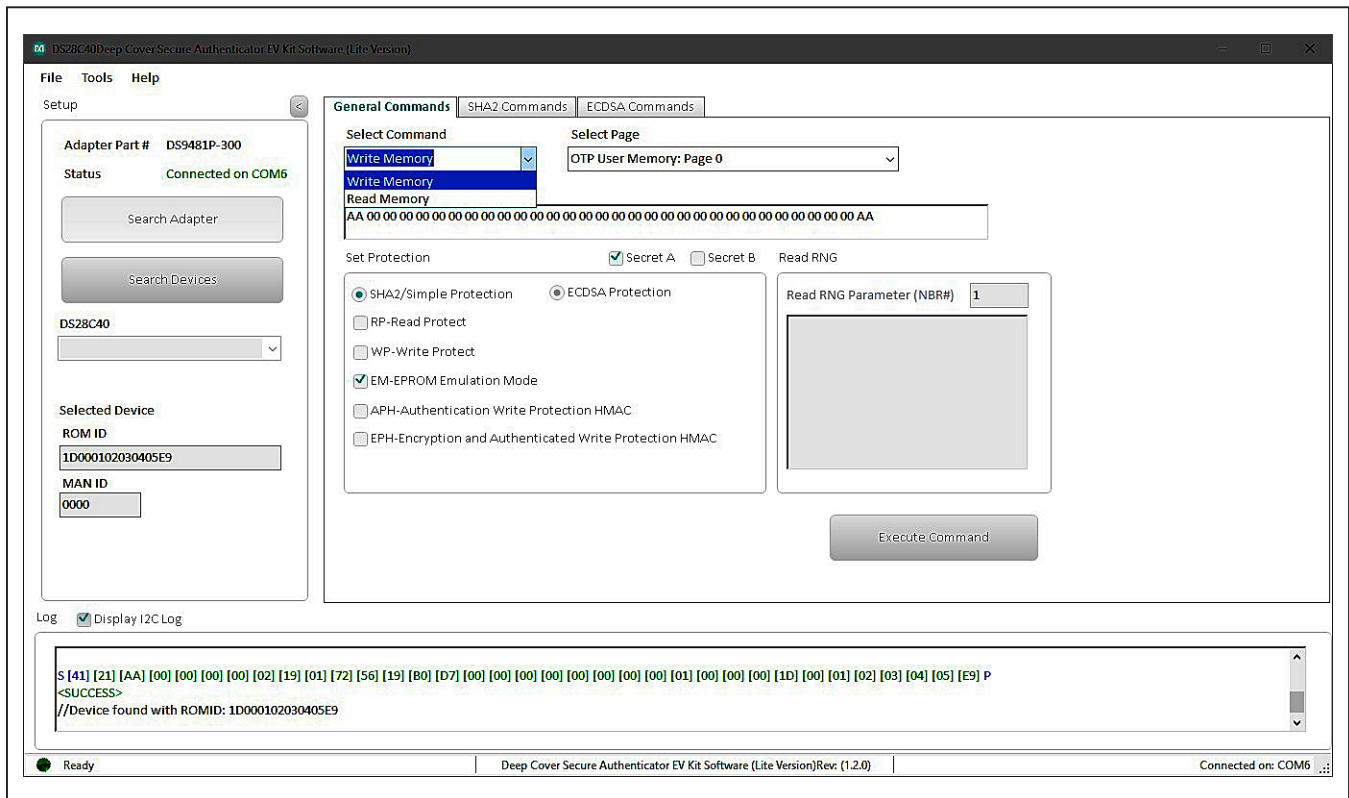 DS28C40Deep Cover Secure Authenticator EV Kit Software (Lite Version)
File Tools Help
Setup
<
Adapter Part # DS9481P-300
Status Connected on COM6
Search Adapter
Search Devices
DS28C40
Selected Device
ROM ID
1D000102030405E9
MAN ID
0000
General Commands SHA2 Commands ECDSA Commands
Select Command Select Page
Write Memory OTP User Memory: Page 0
Write Memory
Read Memory
AA 00 00 00 00 00 00 00 00 00 00 00 00 00 00 00 00 00 00 00 00 00 00 00 00 00 00 00 00 00 00 AA
Set Protection Secret A Secret B Read RNG
SHA2/Simple Protection ECDSA Protection
RP-Read Protect
WP-Write Protect
EM-EPROM Emulation Mode
APH-Authentication Write Protection HMAC
EPH-Encryption and Authenticated Write Protection HMAC
Read RNG Parameter (NBR#) 1
Execute Command
Log Display I2C Log
S [41] [21] [AA] [00] [00] [00] [00] [02] [19] [01] [72] [56] [19] [B0] [D7] [00] [00] [00] [00] [00] [00] [00] [00] [01] [00] [00] [00] [1D] [00] [01] [02] [03] [04] [05] [E9] P
<SUCCESS>
//Device found with ROMID: 1D000102030405E9
Ready Deep Cover Secure Authenticator EV Kit Software (Lite Version)Rev: (1.2.0) Connected on: COM6